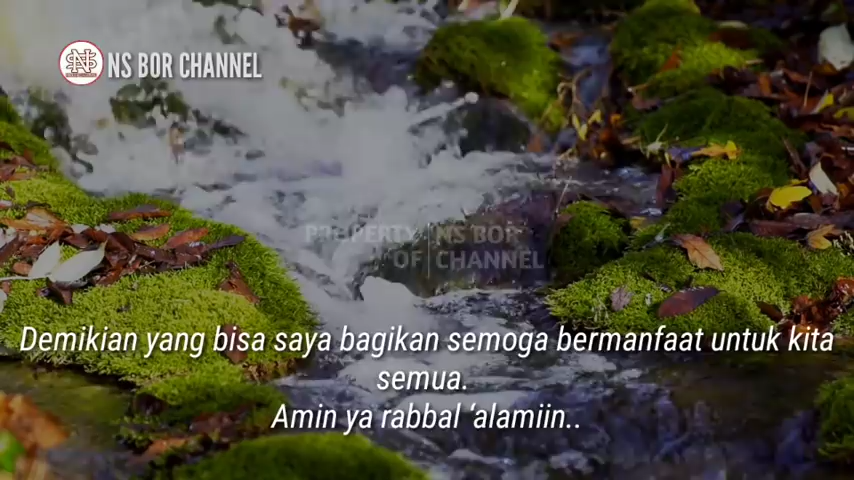 NS BOR CHANNEL
PROPERTY OF NS BOR CHANNEL
Demikian yang bisa saya bagikan semoga bermanfaat untuk kita
semua.
Amin ya rabbal ‘alamiin..